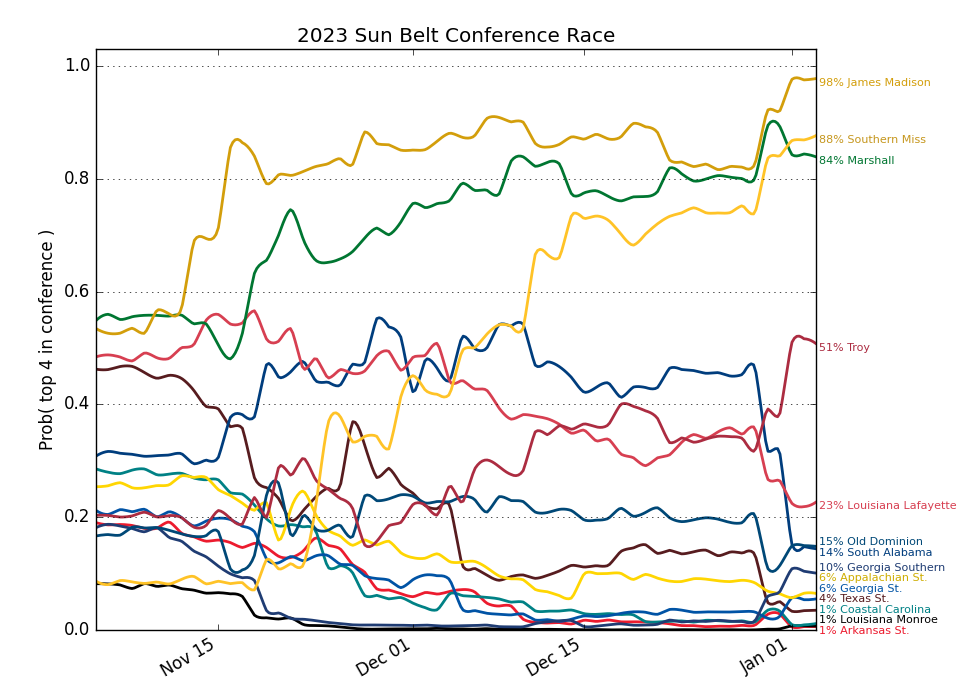 2023 Sun Belt Conference Race
Prob( top 4 in conference )
1.0
0.8
0.6
0.4
0.2
0.0
Nov 15
Dec 01
Dec 15
Jan 01
98% James Madison
88% Southern Miss
84% Marshall
51% Troy
23% Louisiana Lafayette
15% Old Dominion
14% South Alabama
10% Georgia Southern
6% Appalachian St.
6% Georgia St.
4% Texas St.
1% Coastal Carolina
1% Louisiana Monroe
1% Arkansas St.